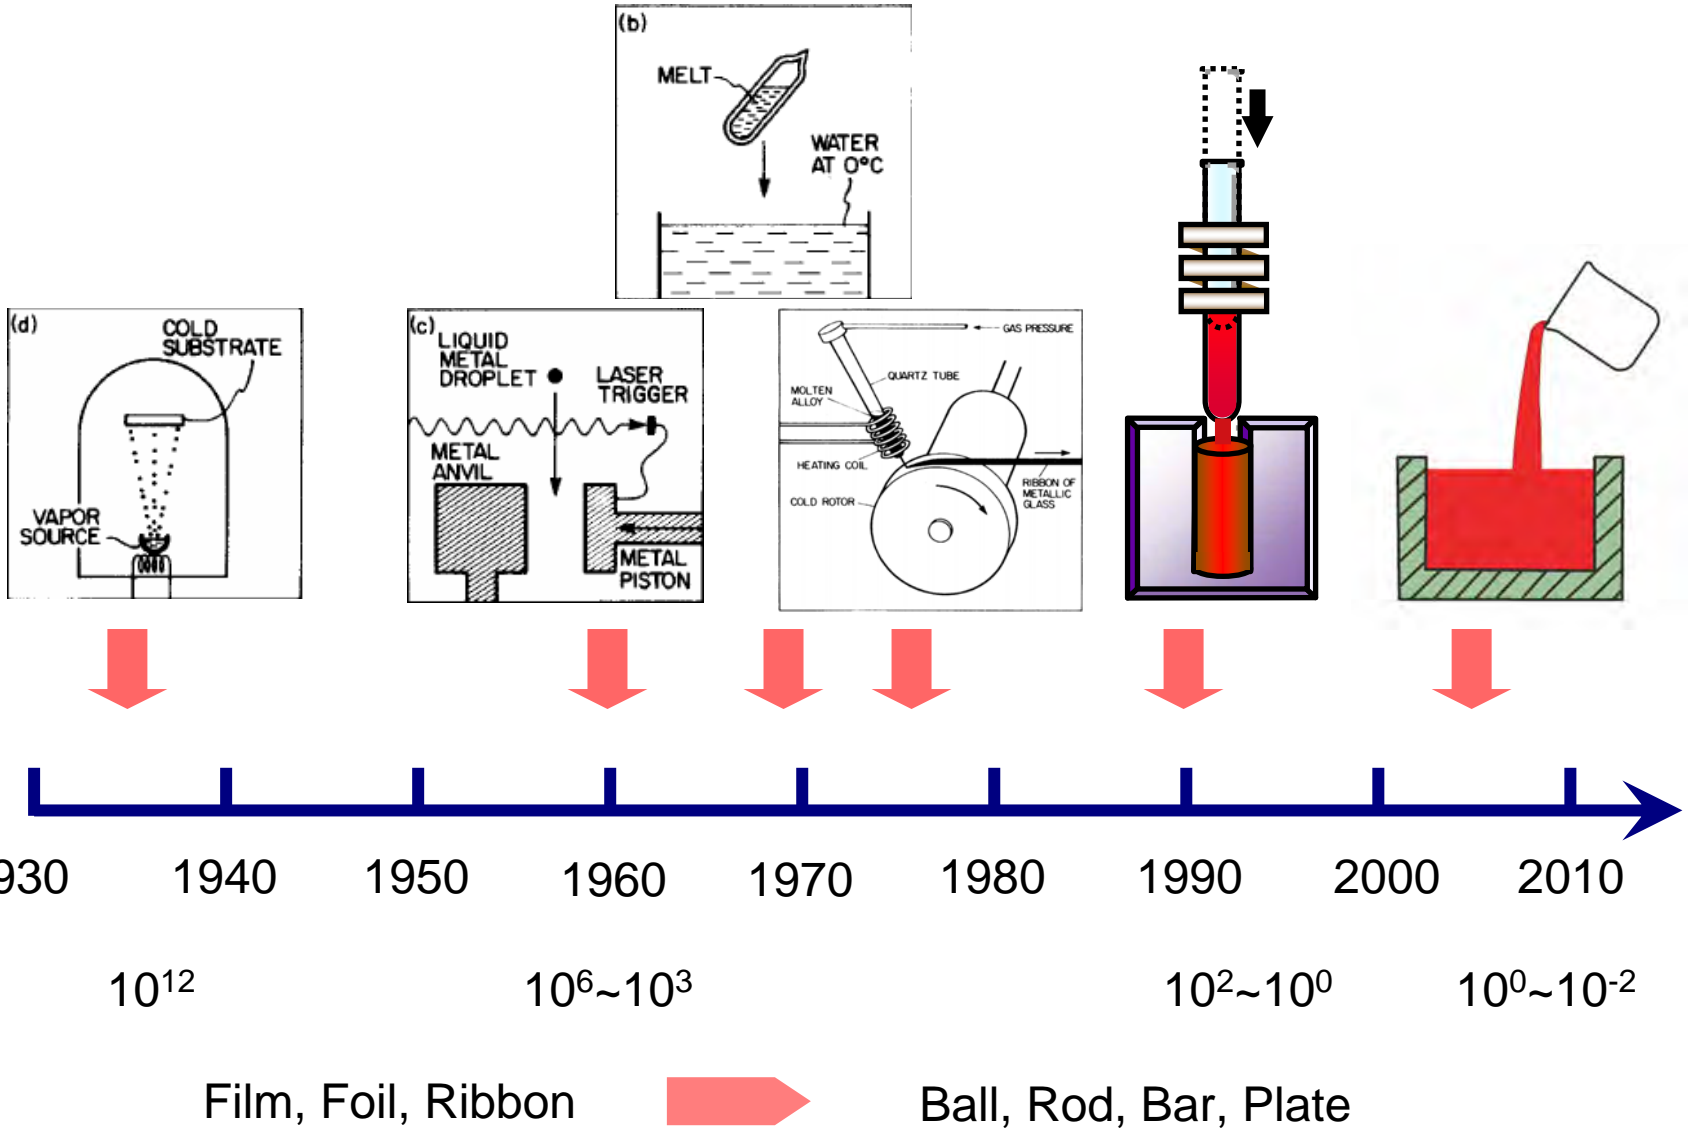 (b)
MELT
WATER
AT 0°C
(d)
COLD
SUBSTRATE
VAPOR
SOURCE
(c)
LIQUID
METAL
DROPLET
LASER
TRIGGER
METAL
ANVIL
METAL
PISTON
GAS PRESSURE
QUARTZ TUBE
MOLTEN
ALLOY
HEATING COIL
COLD ROTOR
RIBBON OF
METALLIC
GLASS
930 1940 1950 1960 1970 1980 1990 2000 2010
10¹² 10⁶~10³ 10²~10⁰ 10⁰~10⁻²
Film, Foil, Ribbon Ball, Rod, Bar, Plate